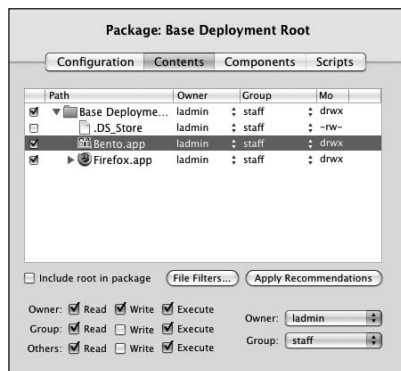 Package: Base Deployment Root
Configuration Contents Components Scripts
Path Owner Group Mo
Base Deployme... ladmin staff drwx
.DS_Store ladmin staff -rw-
Bento.app ladmin staff drwx
Firefox.app ladmin staff drwx
Include root in package File Filters... Apply Recommendations
Owner: Read Write Execute Owner: ladmin
Group: Read Write Execute Group: staff
Others: Read Write Execute